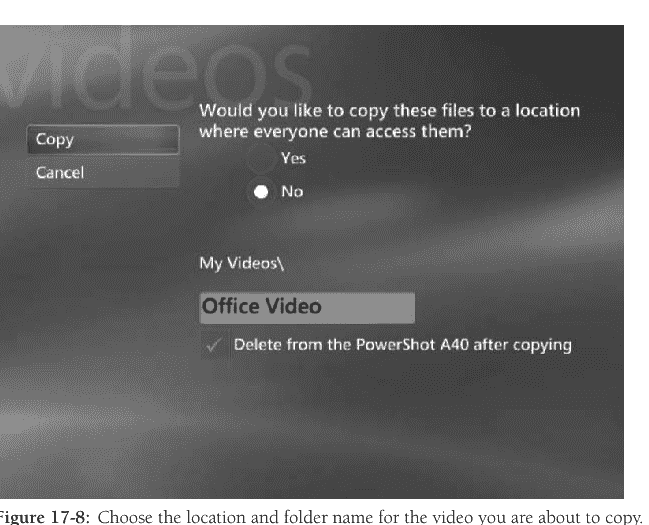 videos
Would you like to copy these files to a location
where everyone can access them?
Copy
Yes
Cancel
No
My Videos\
Office Video
Delete from the PowerShot A40 after copying
Figure 17-8: Choose the location and folder name for the video you are about to copy.